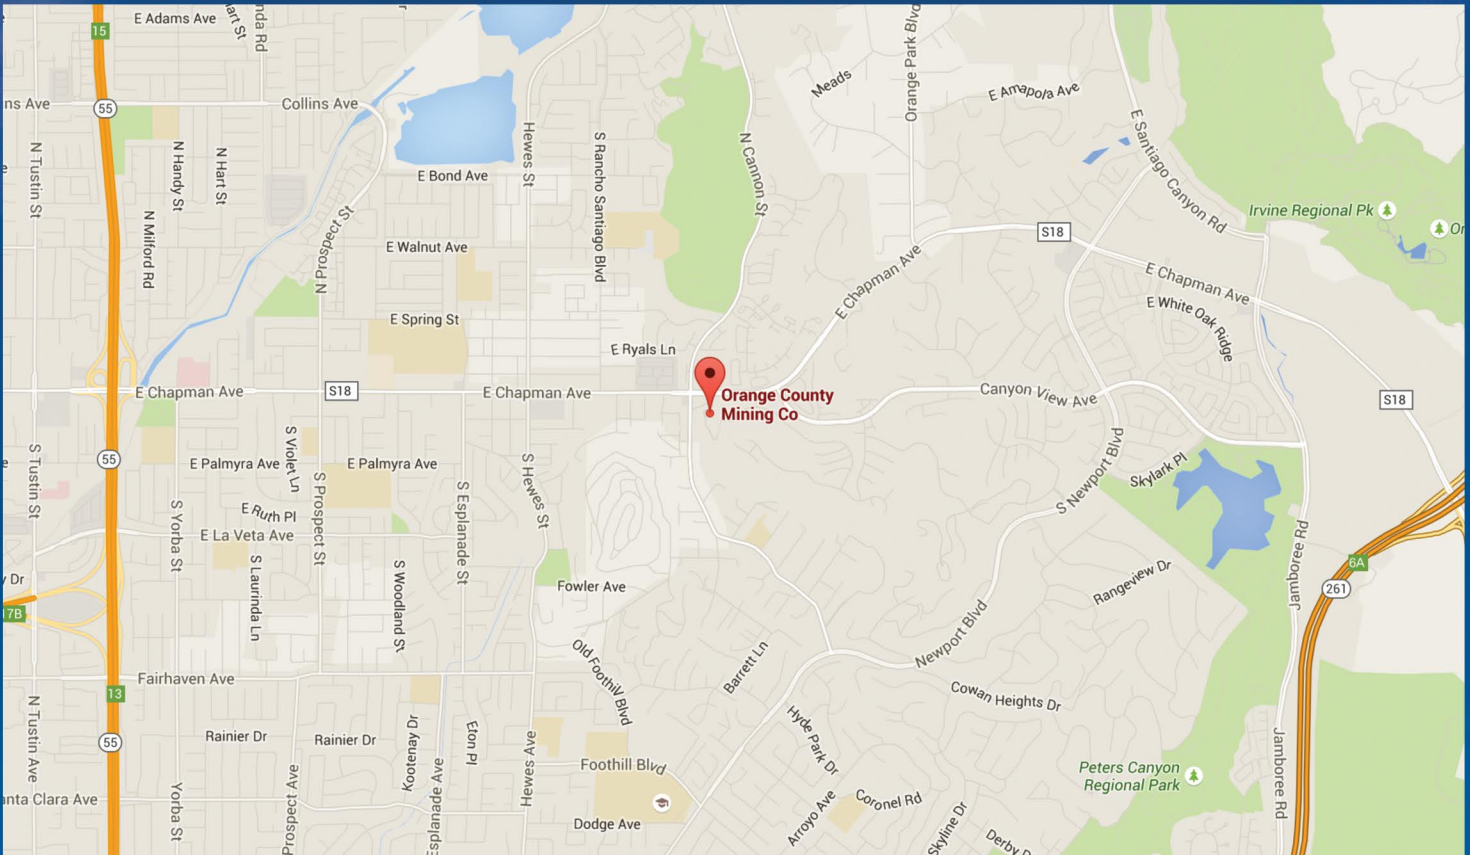 E Adams Ave
15
Collins Ave
55
Orange Park Blvd
Meads
E Amapola Ave
Hewes St
S Rancho Santiago Blvd
N Cannon St
E Santiago Canyon Rd
N Tustin St
N Handy St
N Hart St
E Bond Ave
N Milford Rd
N Prospect St
E Walnut Ave
Irvine Regional Pk
S18
E Chapman Ave
E Chapman Ave
E White Oak Ridge
E Spring St
E Ryals Ln
E Chapman Ave
S18
E Chapman Ave
Orange County
Mining Co
Canyon View Ave
S18
S Tustin St
55
S Violet Ln
E Palmyra Ave
E Palmyra Ave
S Hewes St
S Newport Blvd
Skylark Pl
S Yorba St
S Prospect St
S Esplanade St
E Ruth Pl
E La Veta Ave
Jamboree Rd
6A
261
17B
S Laurinda Ln
S Woodland St
Fowler Ave
Rangeview Dr
Newport Blvd
Old Foothill Blvd
Barrett Ln
Fairhaven Ave
13
Cowan Heights Dr
N Tustin Ave
55
Rainier Dr
Rainier Dr
Kootenay Dr
Eton Pl
Hewes Ave
Hyde Park Dr
Foothill Blvd
Jamboree Rd
Peters Canyon
Regional Park
Yorba St
Prospect Ave
Esplanade Ave
Dodge Ave
Arroyo Ave
Coronel Rd
Skyline Dr
Derby